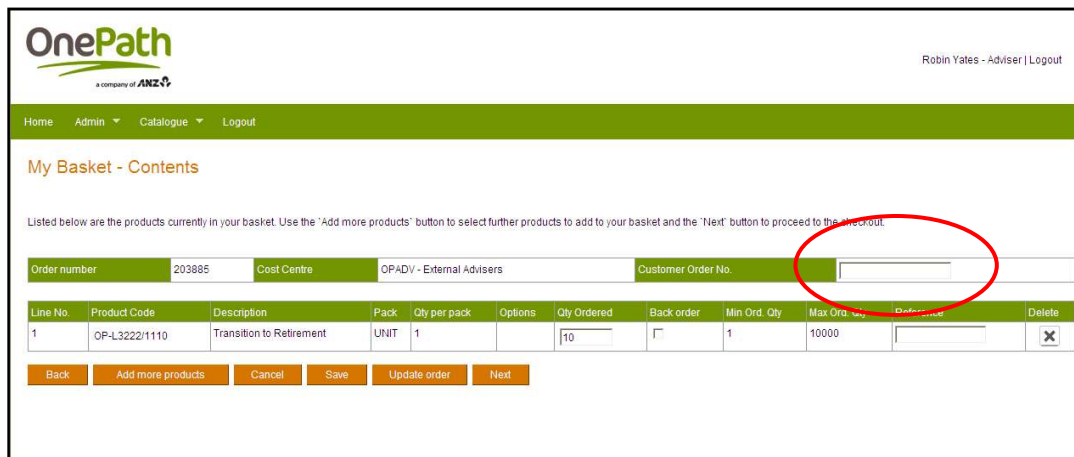 OnePath
a company of ANZ
Robin Yates - Adviser | Logout
Home Admin Catalogue Logout
My Basket - Contents
Listed below are the products currently in your basket. Use the `Add more products` button to select further products to add to your basket and the `Next` button to proceed to the checkout.
Order number 203885 Cost Centre OPADV - External Advisers Customer Order No.
Line No. Product Code Description Pack Qty per pack Options Qty Ordered Back order Min Ord. Qty Max Ord. Qty Reference Delete
1 OP-L3222/1110 Transition to Retirement UNIT 1 10 1 10000
Back Add more products Cancel Save Update order Next